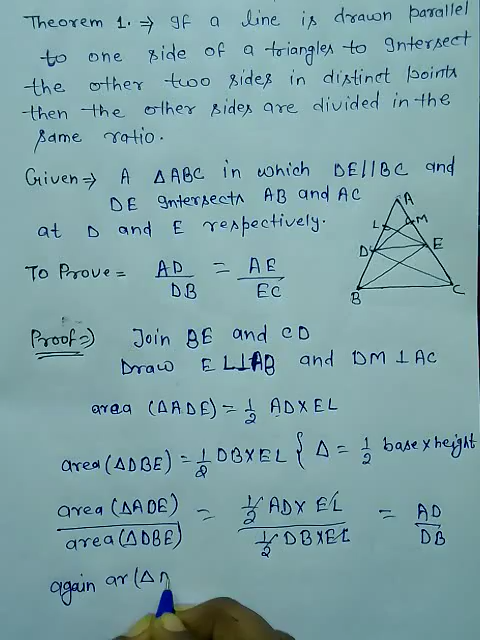 Theorem 1. ⇒ If a line is drawn parallel
to one side of a triangles to Intersect
the other two sides in distinct points
then the other sides are divided in the
same ratio.
Given ⇒ A ΔABC in which DE//BC and
DE Intersects AB and AC
at D and E respectively.
A
L M
D E
B C
To Prove = AD/DB = AE/EC
Proof ⇒) Join BE and CD
Draw EL⊥AB and DM ⊥ AC
area (ΔADE) = 1/2 AD×EL
area (ΔDBE) = 1/2 DB×EL { Δ = 1/2 base×height
area (ΔADE)/area (ΔDBE) = 1/2 AD× EL / 1/2 DB×EL = AD/DB
again ar (Δ